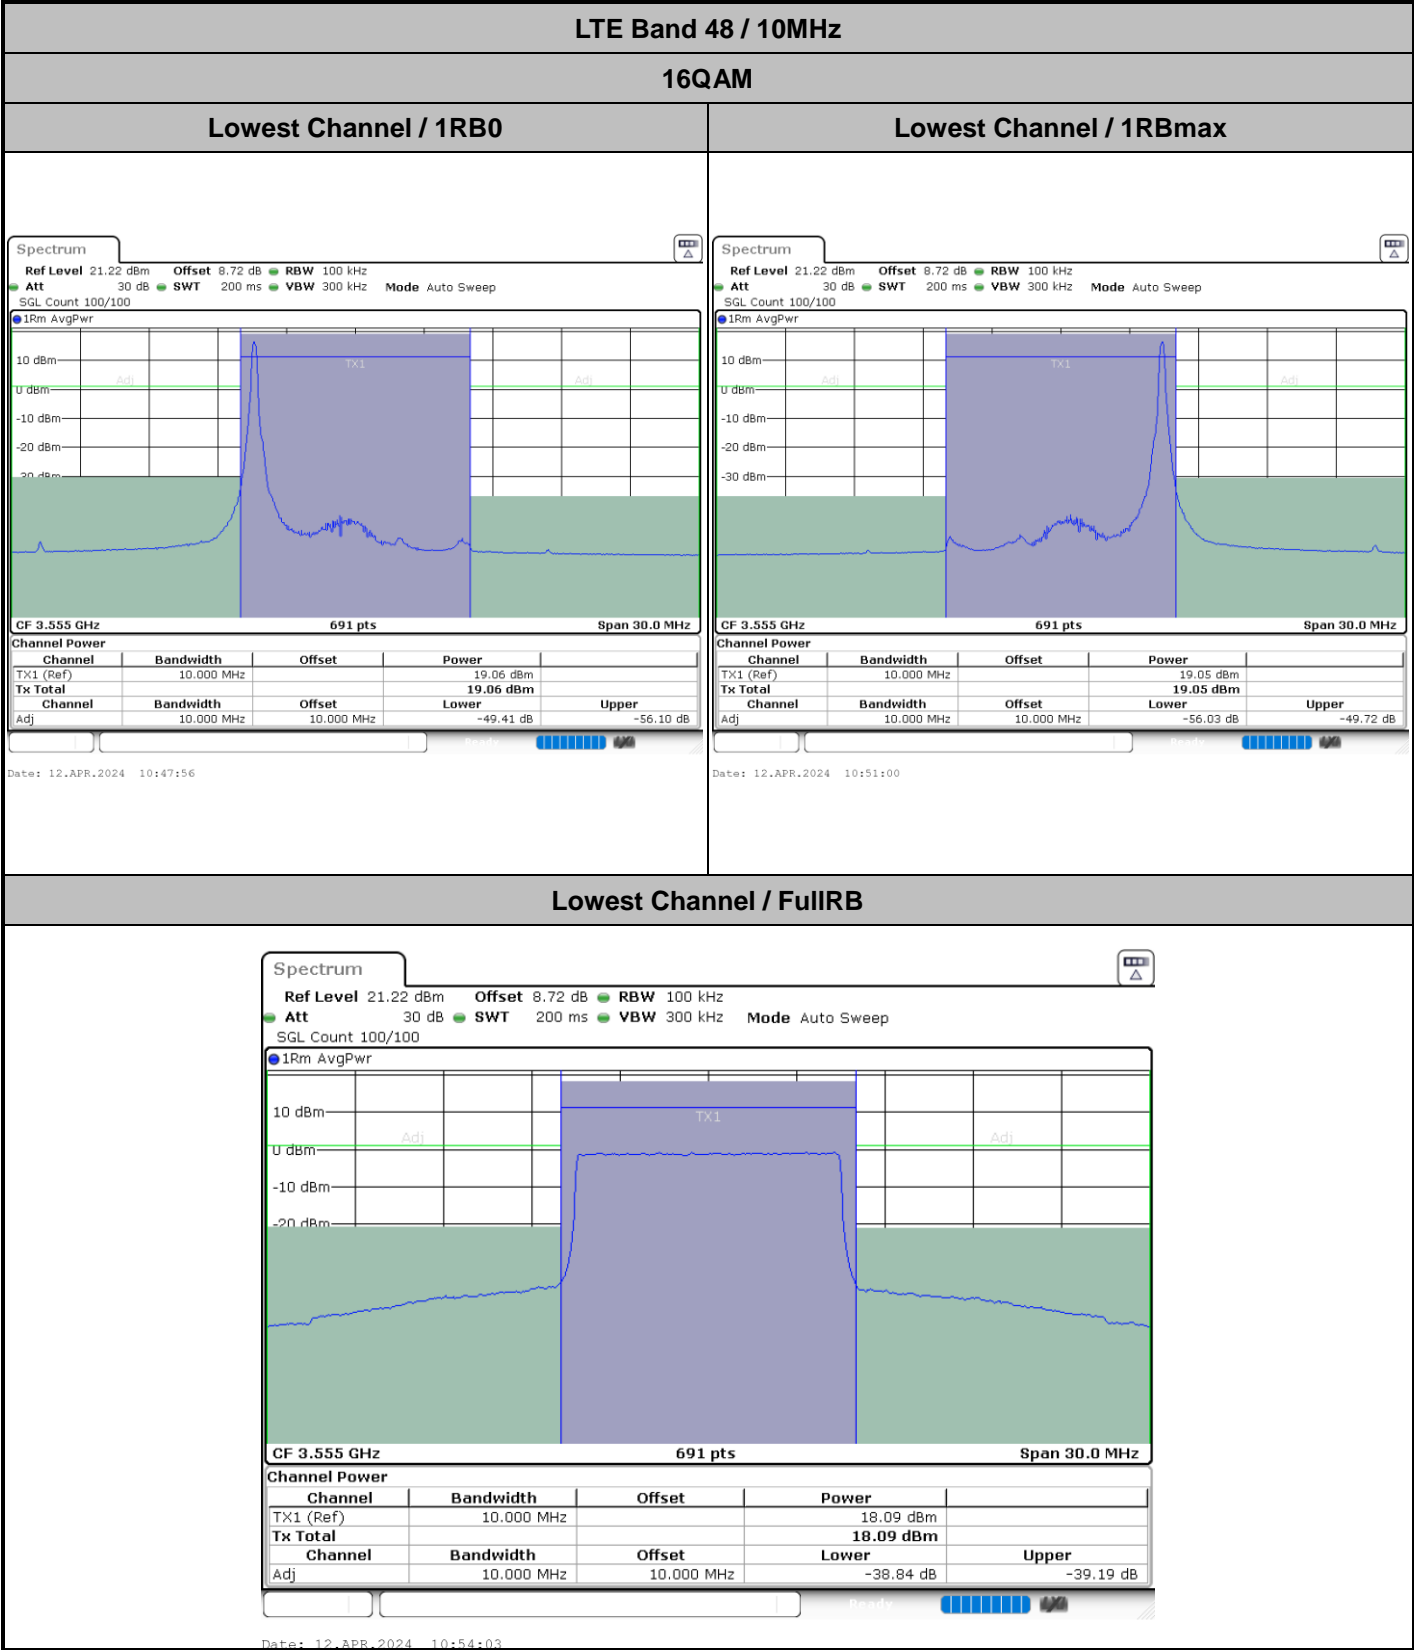 LTE Band 48 / 10MHz
16QAM
Lowest Channel / 1RB0
Lowest Channel / 1RBmax
Spectrum
Ref Level 21.22 dBm Offset 8.72 dB RBW 100 kHz
Att 30 dB SWT 200 ms VBW 300 kHz Mode Auto Sweep
SGL Count 100/100
1Rm AvgPwr
10 dBm
TX1
Adj
Adj
0 dBm
-10 dBm
-20 dBm
-30 dBm
CF 3.555 GHz 691 pts Span 30.0 MHz
Channel Power
Channel Bandwidth Offset Power
TX1 (Ref) 10.000 MHz 19.06 dBm
Tx Total 19.06 dBm
Channel Bandwidth Offset Lower Upper
Adj 10.000 MHz 10.000 MHz -49.41 dB -56.10 dB
Ready
Date: 12.APR.2024 10:47:56
Spectrum
Ref Level 21.22 dBm Offset 8.72 dB RBW 100 kHz
Att 30 dB SWT 200 ms VBW 300 kHz Mode Auto Sweep
SGL Count 100/100
1Rm AvgPwr
10 dBm
TX1
Adj
Adj
0 dBm
-10 dBm
-20 dBm
-30 dBm
CF 3.555 GHz 691 pts Span 30.0 MHz
Channel Power
Channel Bandwidth Offset Power
TX1 (Ref) 10.000 MHz 19.05 dBm
Tx Total 19.05 dBm
Channel Bandwidth Offset Lower Upper
Adj 10.000 MHz 10.000 MHz -56.03 dB -49.72 dB
Ready
Date: 12.APR.2024 10:51:00
Lowest Channel / FullRB
Spectrum
Ref Level 21.22 dBm Offset 8.72 dB RBW 100 kHz
Att 30 dB SWT 200 ms VBW 300 kHz Mode Auto Sweep
SGL Count 100/100
1Rm AvgPwr
10 dBm
TX1
Adj
Adj
0 dBm
-10 dBm
-20 dBm
CF 3.555 GHz 691 pts Span 30.0 MHz
Channel Power
Channel Bandwidth Offset Power
TX1 (Ref) 10.000 MHz 18.09 dBm
Tx Total 18.09 dBm
Channel Bandwidth Offset Lower Upper
Adj 10.000 MHz 10.000 MHz -38.84 dB -39.19 dB
Ready
Date: 12.APR.2024 10:54:03